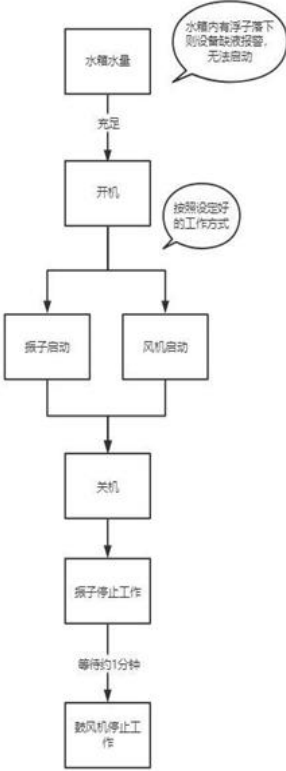 水箱水量
水箱内有浮子落下
则设备缺液报警，
无法启动
充足
开机
按照设定好
的工作方式
振子启动
风机启动
关机
振子停止工作
等待约1分钟
鼓风机停止工
作